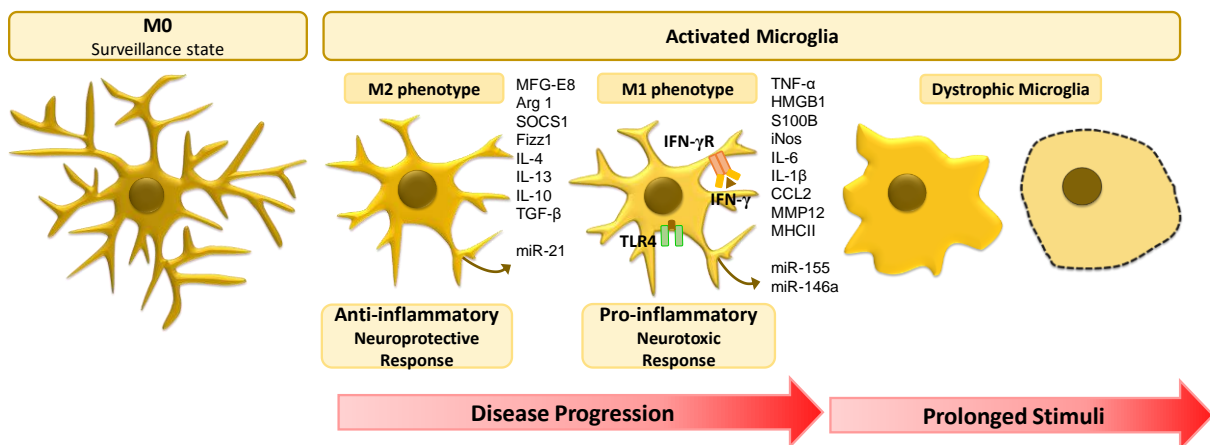 M0
Surveillance state
Activated Microglia
M2 phenotype
MFG-E8
Arg 1
SOCS1
Fizz1
IL-4
IL-13
IL-10
TGF-β
miR-21
M1 phenotype
IFN-γR
IFN-γ
TLR4
TNF-α
HMGB1
S100B
iNos
IL-6
IL-1β
CCL2
MMP12
MHCII
miR-155
miR-146a
Dystrophic Microglia
Anti-inflammatory
Neuroprotective
Response
Pro-inflammatory
Neurotoxic
Response
Disease Progression
Prolonged Stimuli